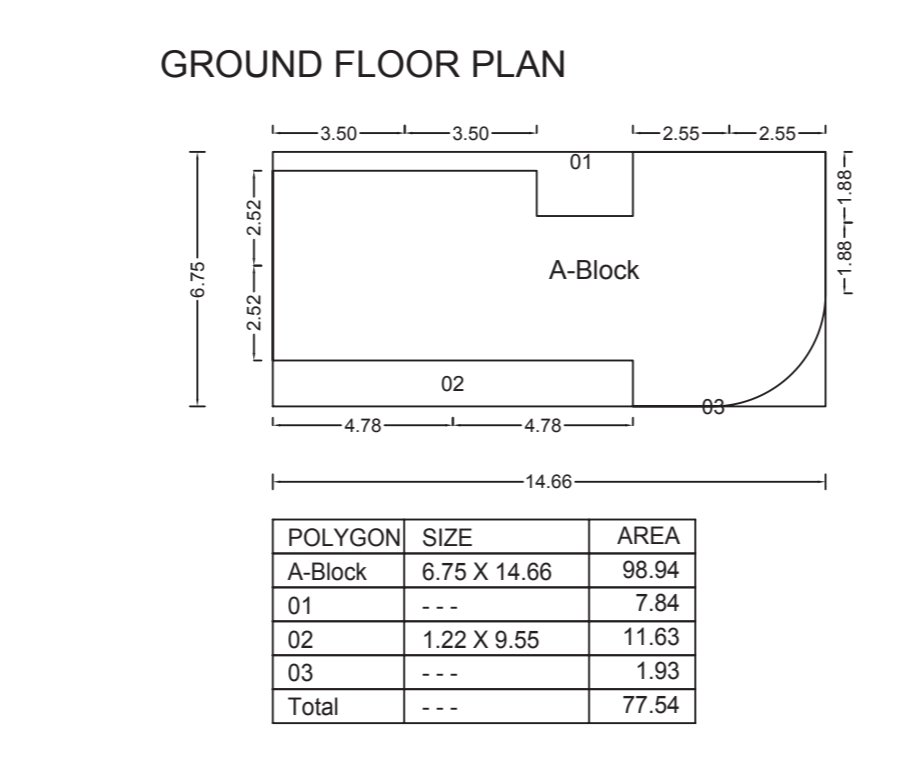 GROUND FLOOR PLAN
3.50 3.50 2.55 2.55
01
1.88
2.52
6.75
A-Block
1.88
2.52
02
03
4.78 4.78
14.66
POLYGON SIZE AREA
A-Block 6.75 X 14.66 98.94
01 - - - 7.84
02 1.22 X 9.55 11.63
03 - - - 1.93
Total - - - 77.54